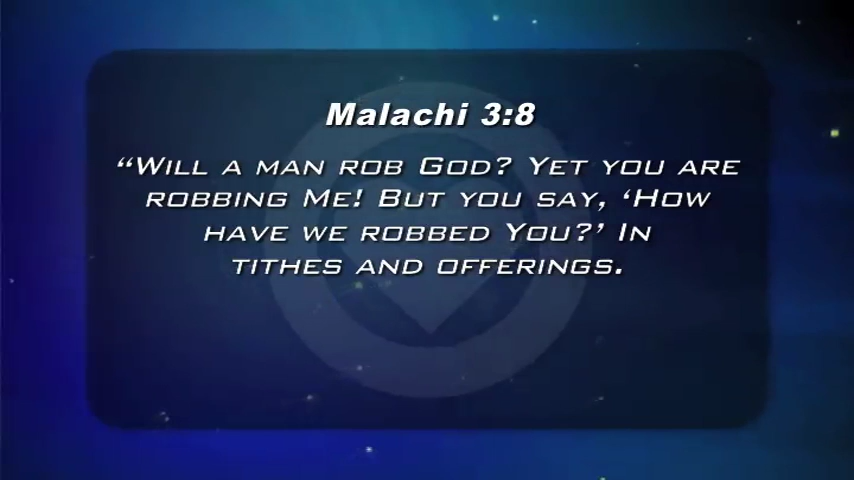 Malachi 3:8
“Will a man rob God? Yet you are
robbing Me! But you say, ‘How
have we robbed You?’ In
tithes and offerings.